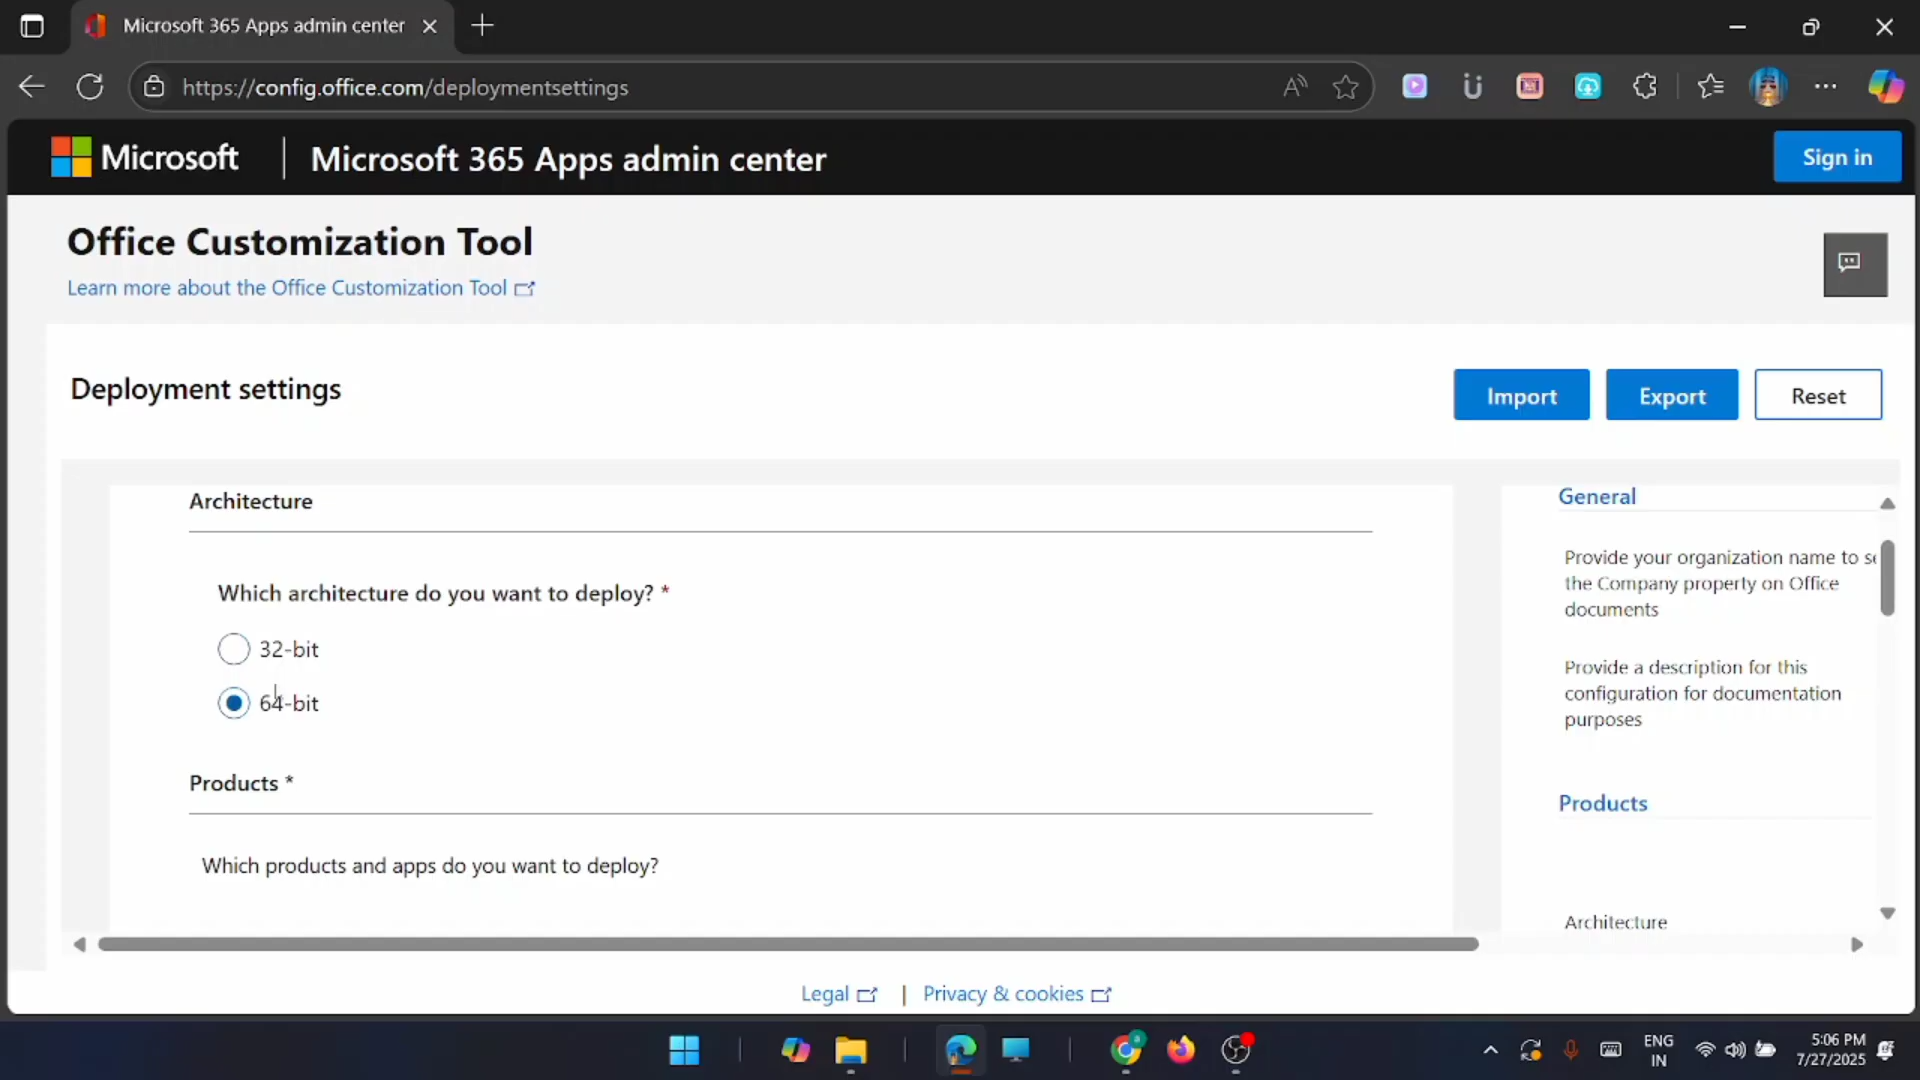 Microsoft 365 Apps admin center
https://config.office.com/deploymentsettings
Microsoft
Microsoft 365 Apps admin center
Sign in
Office Customization Tool
Learn more about the Office Customization Tool
Deployment settings
Import
Export
Reset
Architecture
Which architecture do you want to deploy? *
32-bit
64-bit
Products *
Which products and apps do you want to deploy?
General
Provide your organization name to se
the Company property on Office
documents
Provide a description for this
configuration for documentation
purposes
Products
Architecture
Legal
|
Privacy & cookies
ENG
IN
5:06 PM
7/27/2025